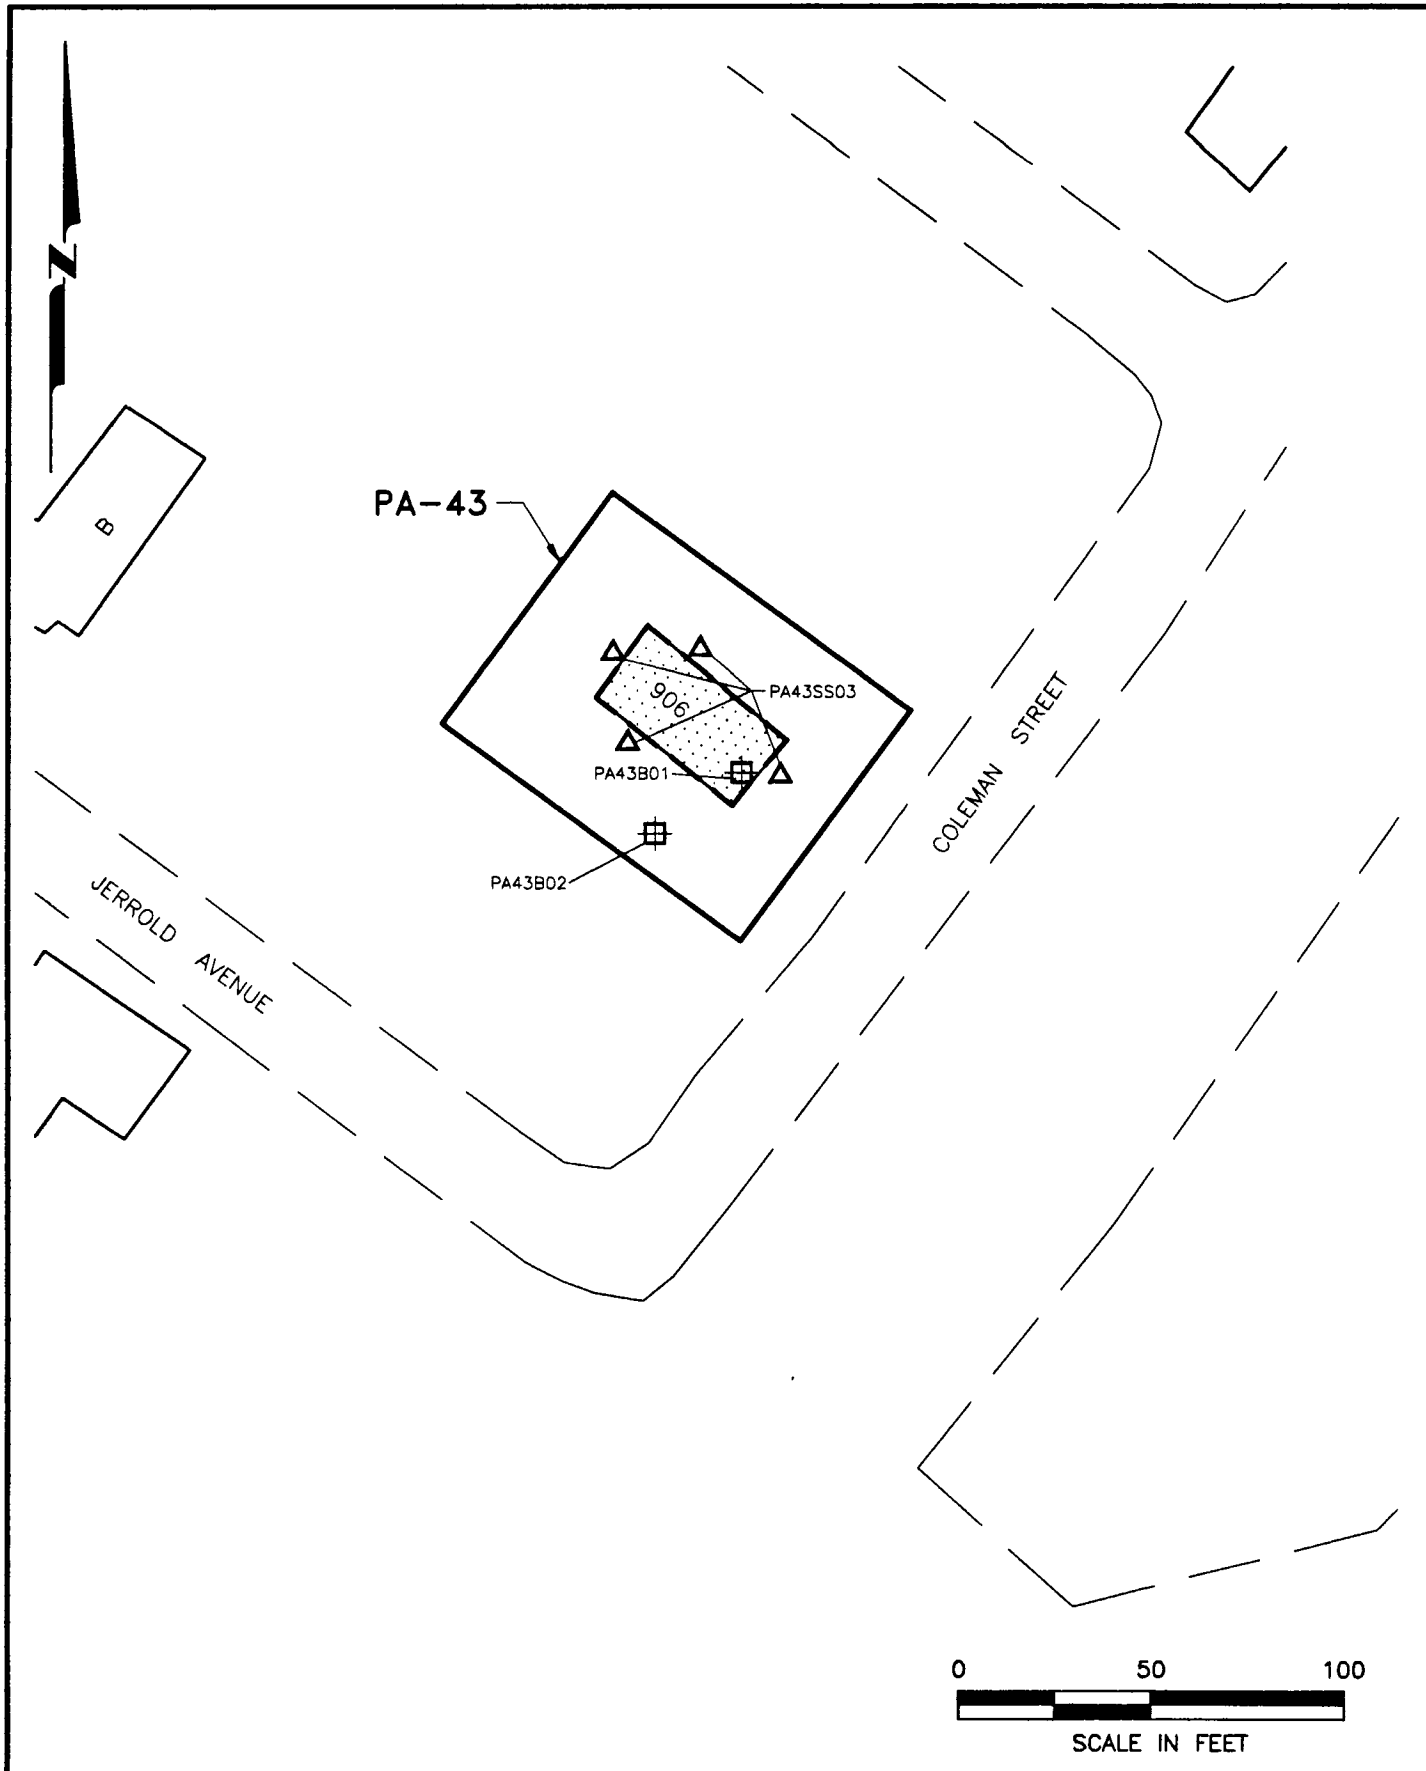 N
B
PA-43
906
PA43SS03
PA43B01
PA43B02
COLEMAN STREET
JERROLD AVENUE
0 50 100
SCALE IN FEET